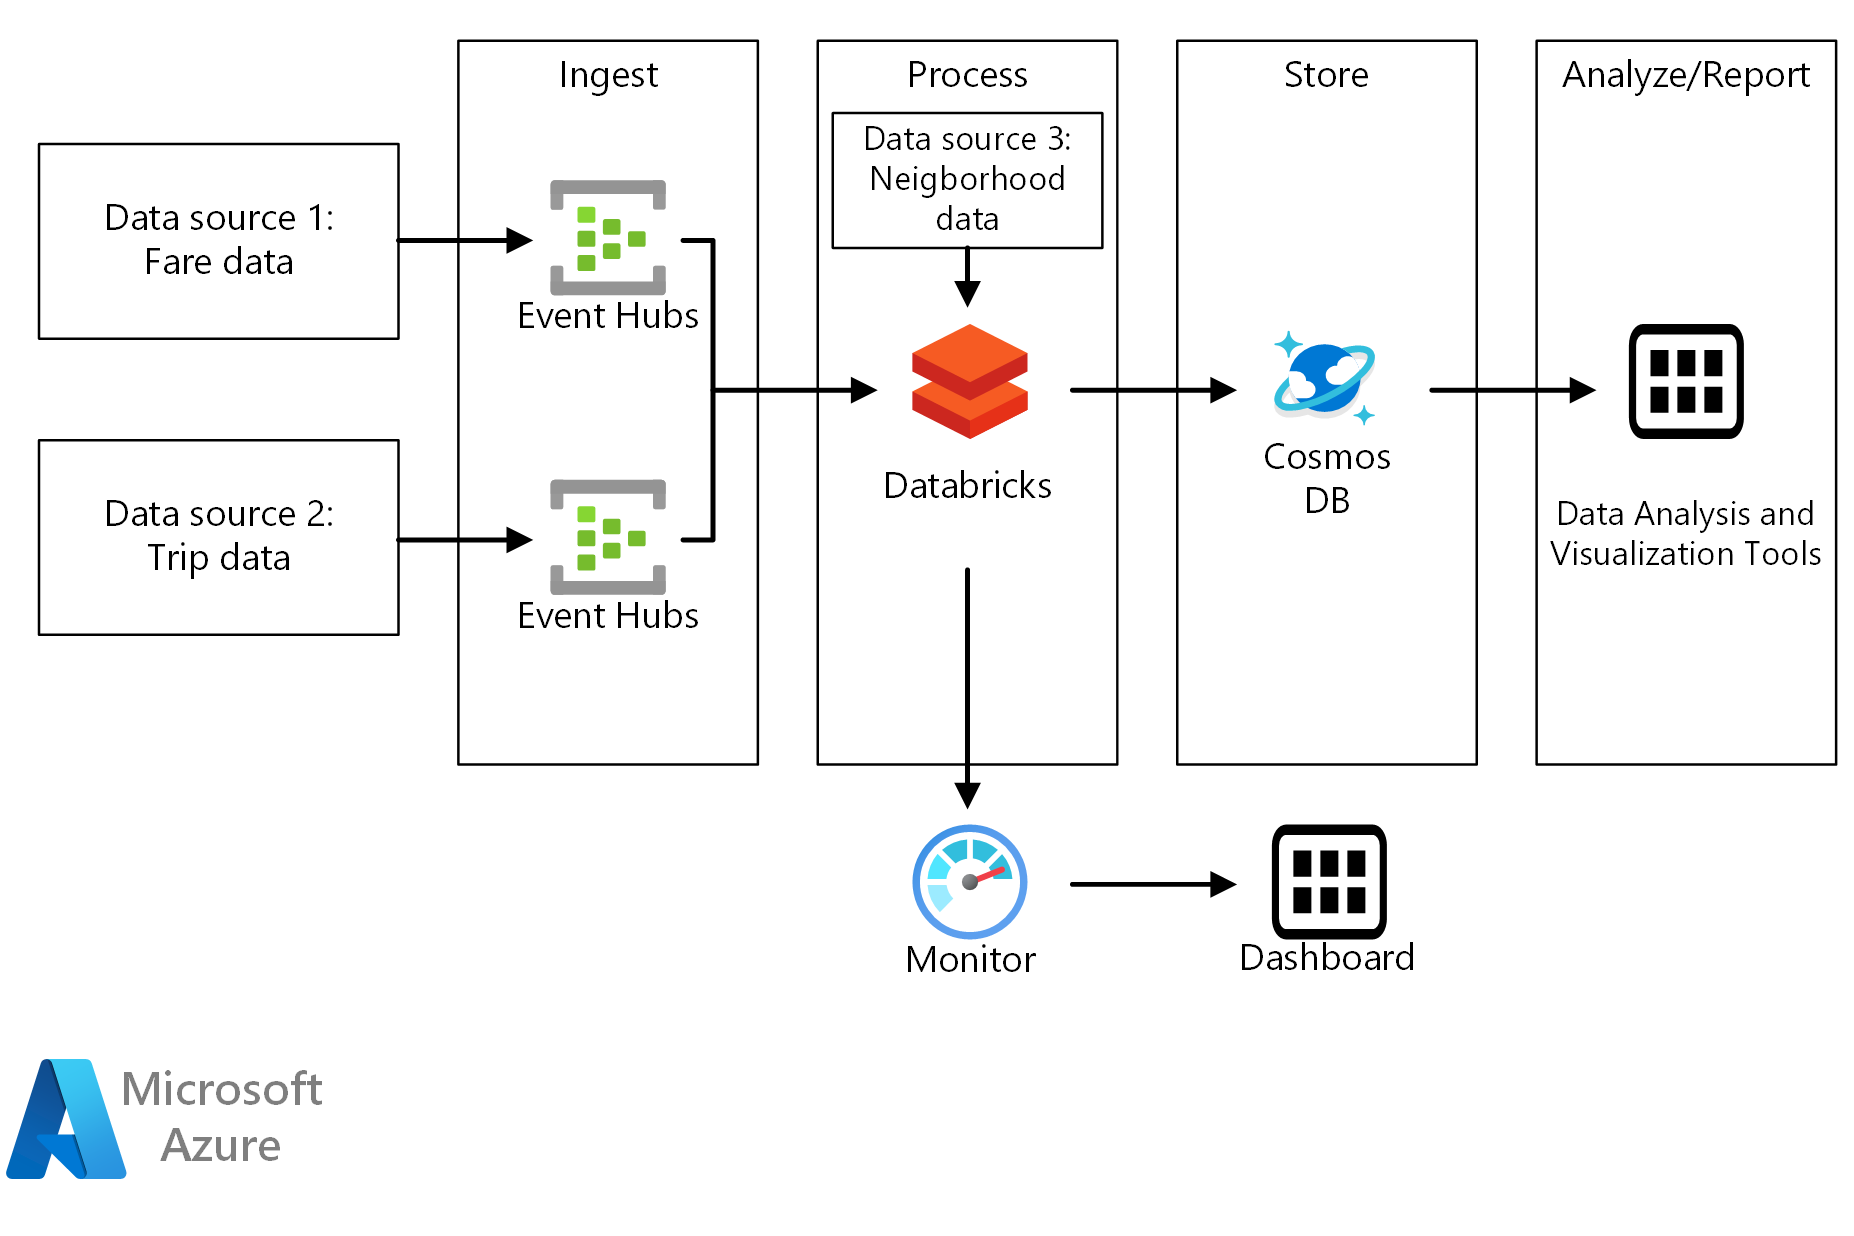 Ingest
Process
Store
Analyze/Report
Data source 1:
Fare data
Event Hubs
Data source 2:
Trip data
Event Hubs
Data source 3:
Neigborhood
data
Databricks
Cosmos
DB
Data Analysis and
Visualization Tools
Monitor
Dashboard
Microsoft
Azure